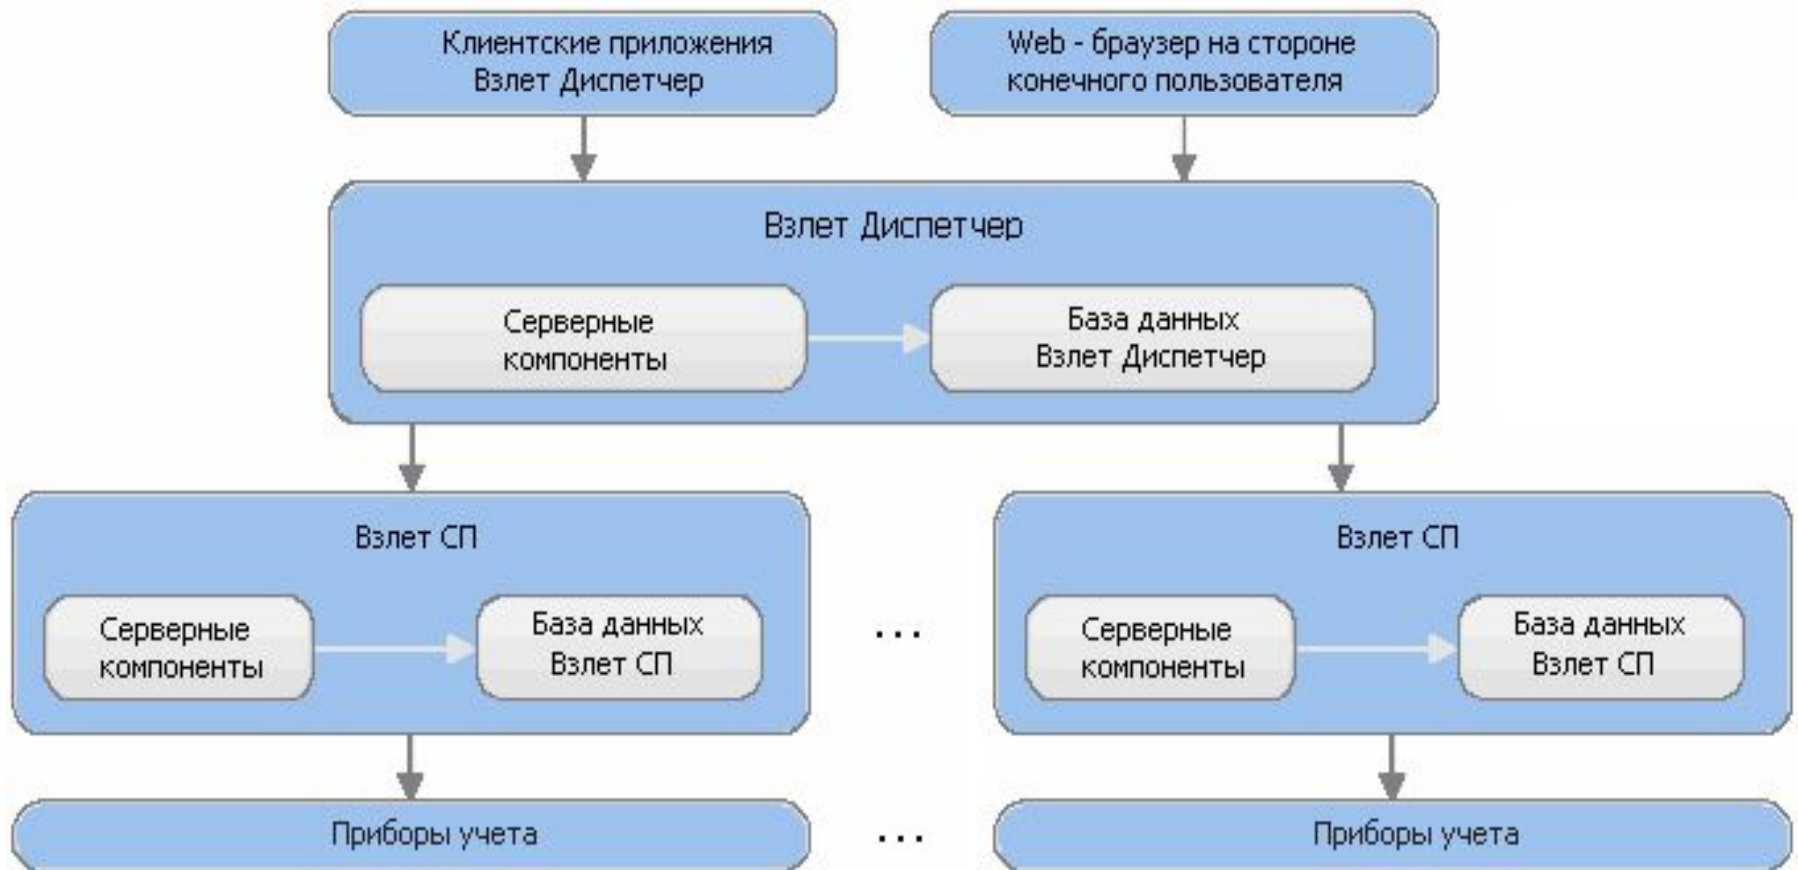 Клиентские приложения
Взлет Диспетчер
Web - браузер на стороне
конечного пользователя
Взлет Диспетчер
Серверные
компоненты
База данных
Взлет Диспетчер
Взлет СП
Серверные
компоненты
База данных
Взлет СП
...
Взлет СП
Серверные
компоненты
База данных
Взлет СП
Приборы учета
...
Приборы учета